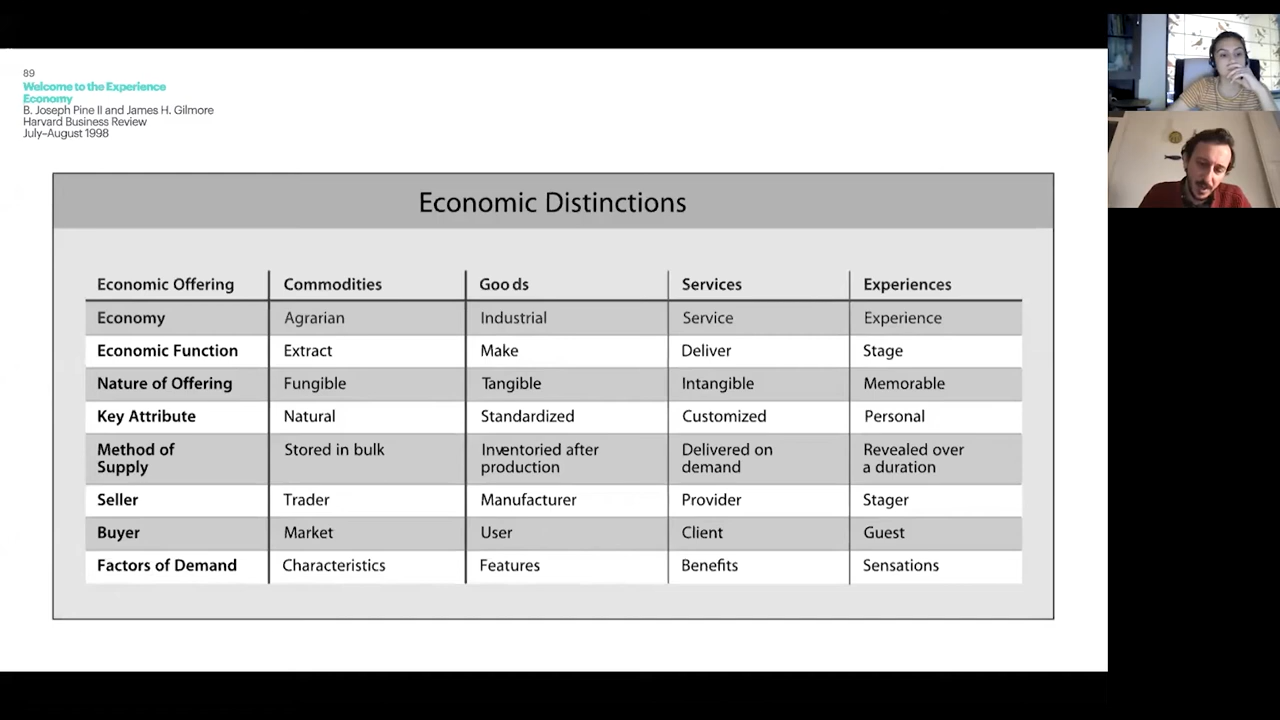 89
Welcome to the Experience
Economy
B. Joseph Pine II and James H. Gilmore
Harvard Business Review
July–August 1998
Economic Distinctions
Economic Offering Commodities Goods Services Experiences
Economy Agrarian Industrial Service Experience
Economic Function Extract Make Deliver Stage
Nature of Offering Fungible Tangible Intangible Memorable
Key Attribute Natural Standardized Customized Personal
Method of Stored in bulk Inventoried after Delivered on Revealed over
Supply production demand a duration
Seller Trader Manufacturer Provider Stager
Buyer Market User Client Guest
Factors of Demand Characteristics Features Benefits Sensations